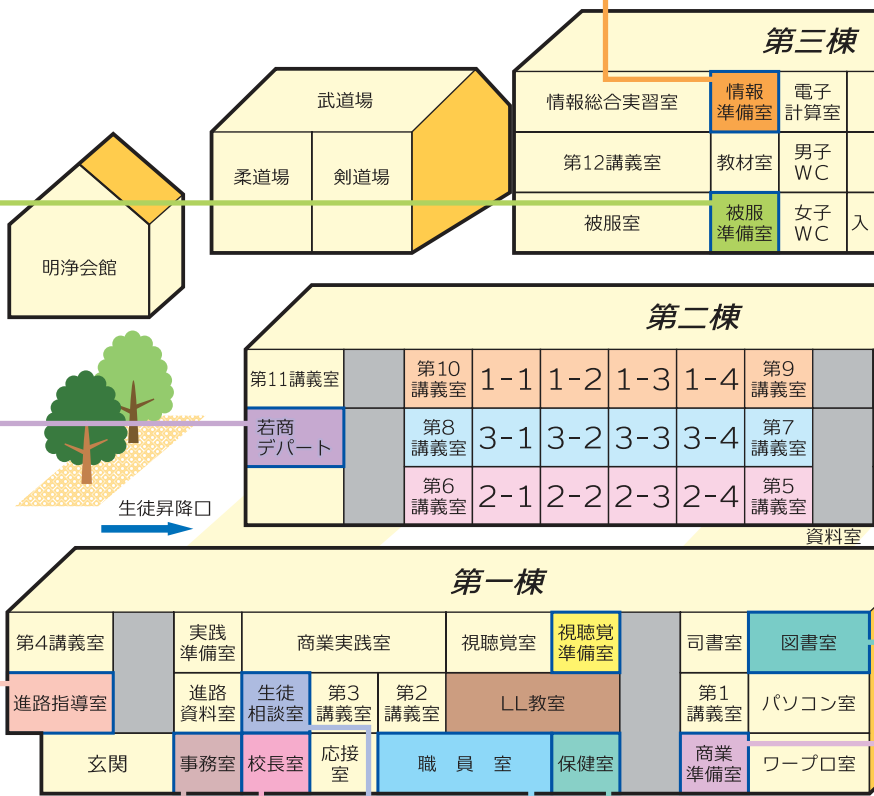 第三棟
情報総合実習室
情報
準備室
電子
計算室
第12講義室
教材室
男子
WC
被服室
被服
準備室
女子
WC
入
武道場
柔道場
剣道場
明浄会館
第二棟
第11講義室
第10
講義室
1-1
1-2
1-3
1-4
第9
講義室
若商
デパート
第8
講義室
3-1
3-2
3-3
3-4
第7
講義室
第6
講義室
2-1
2-2
2-3
2-4
第5
講義室
生徒昇降口
資料室
第一棟
第4講義室
実践
準備室
商業実践室
視聴覚室
視聴覚
準備室
司書室
図書室
進路指導室
進路
資料室
生徒
相談室
第3
講義室
第2
講義室
LL教室
第1
講義室
パソコン室
玄関
事務室
校長室
応接
室
職 員 室
保健室
商業
準備室
ワープロ室